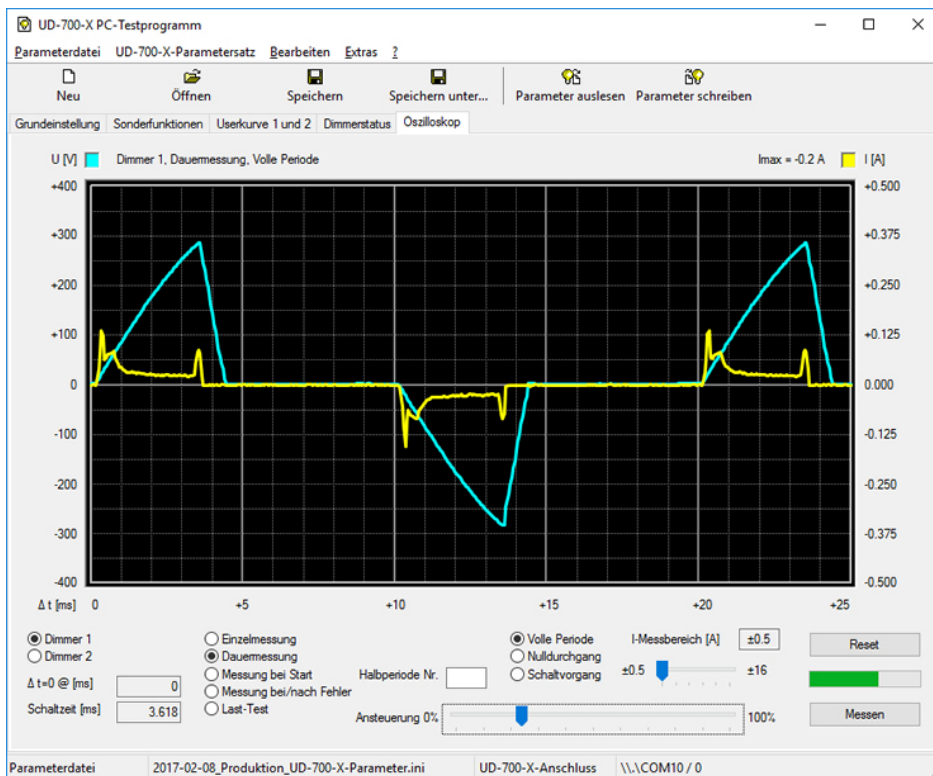 UD-700-X PC-Testprogramm
Parameterdatei UD-700-X-Parametersatz Bearbeiten Extras ?
Neu Öffnen Speichern Speichern unter... Parameter auslesen Parameter schreiben
Grundeinstellung Sonderfunktionen Userkurve 1 und 2 Dimmerstatus Oszilloskop
U [V] Dimmer 1, Dauermessung, Volle Periode Imax = -0.2 A I [A]
+400 +0.500
+300 +0.375
+200 +0.250
+100 +0.125
0 0.000
-100 -0.125
-200 -0.250
-300 -0.375
-400 -0.500
Δ t [ms] 0 +5 +10 +15 +20 +25
Dimmer 1 Einzelmessung Volle Periode I-Messbereich [A] ±0.5 Reset
Dimmer 2 Dauermessung Nulldurchgang
Δ t=0 @ [ms] 0 Messung bei Start Halbperiode Nr. Schaltvorgang ±0.5 ±16
Messung bei/nach Fehler
Schaltzeit [ms] 3.618 Last-Test Ansteuerung 0% 100% Messen
Parameterdatei 2017-02-08_Produktion_UD-700-X-Parameter.ini UD-700-X-Anschluss \\.\COM10 / 0